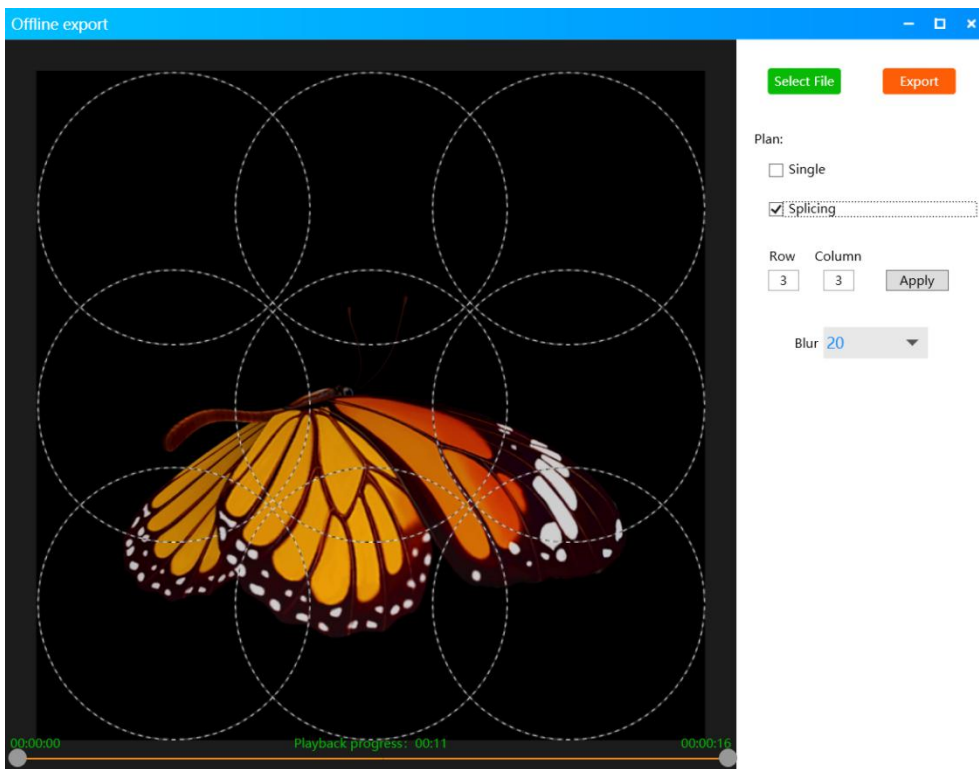 Offline export
Select File
Export
Plan:
Single
Splicing
Row Column
3 3 Apply
Blur 20
00:00:00 Playback progress: 00:11 00:00:16